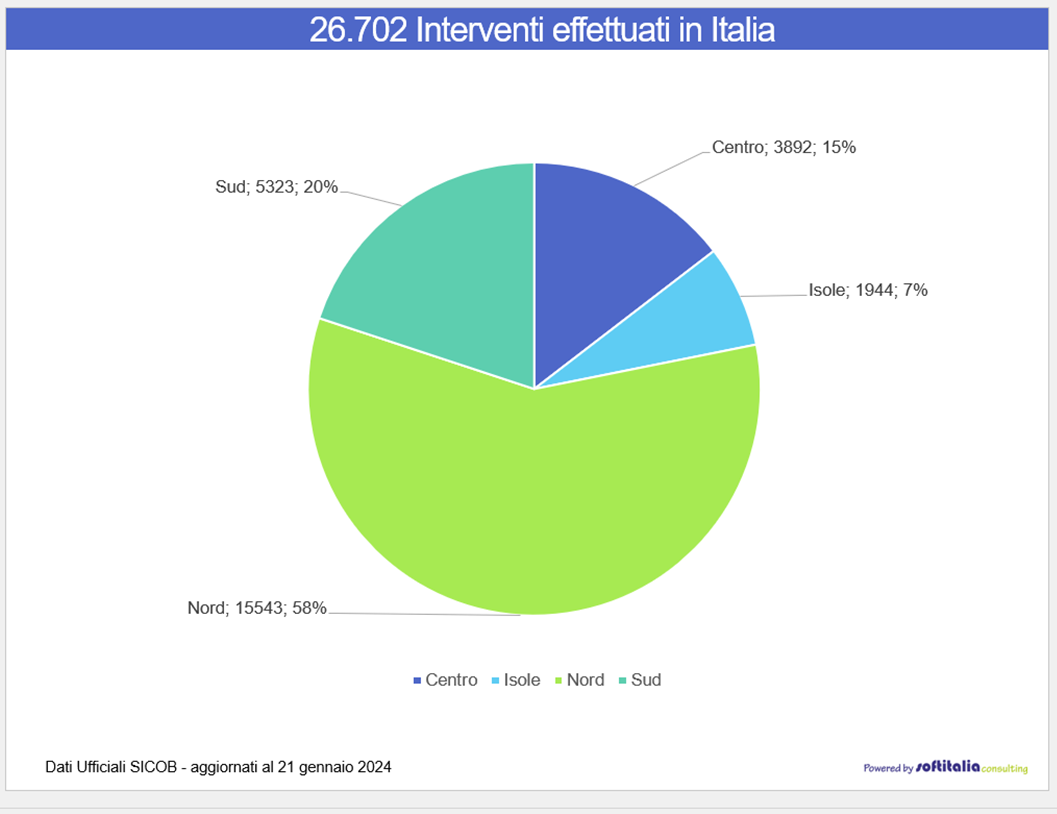 26.702 Interventi effettuati in Italia
Centro; 3892; 15%
Sud; 5323; 20%
Isole; 1944; 7%
Nord; 15543; 58%
Centro Isole Nord Sud
Dati Ufficiali SICOB - aggiornati al 21 gennaio 2024
Powered by softitalia consulting